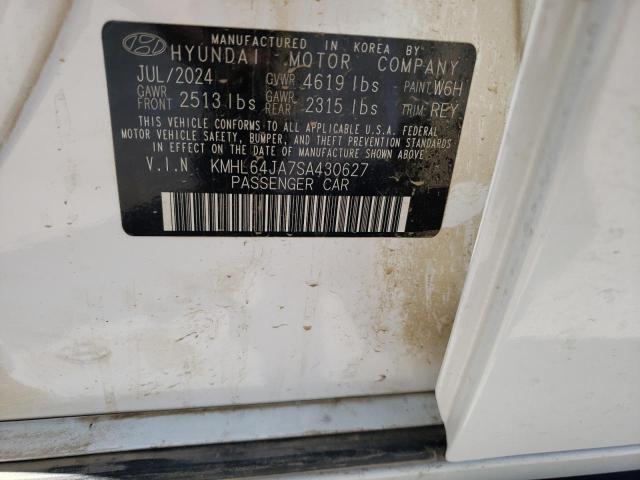 MANUFACTURED IN KOREA BY
HYUNDAI MOTOR COMPANY
JUL/2024 GVWR 4619 lbs PAINT: W6H
GAWR FRONT 2513 lbs GAWR REAR 2315 lbs TRIM: REY
THIS VEHICLE CONFORMS TO ALL APPLICABLE U.S.A. FEDERAL
MOTOR VEHICLE SAFETY, BUMPER, AND THEFT PREVENTION STANDARDS
IN EFFECT ON THE DATE OF MANUFACTURE SHOWN ABOVE.
V.I.N KMHL64JA7SA430627
PASSENGER CAR